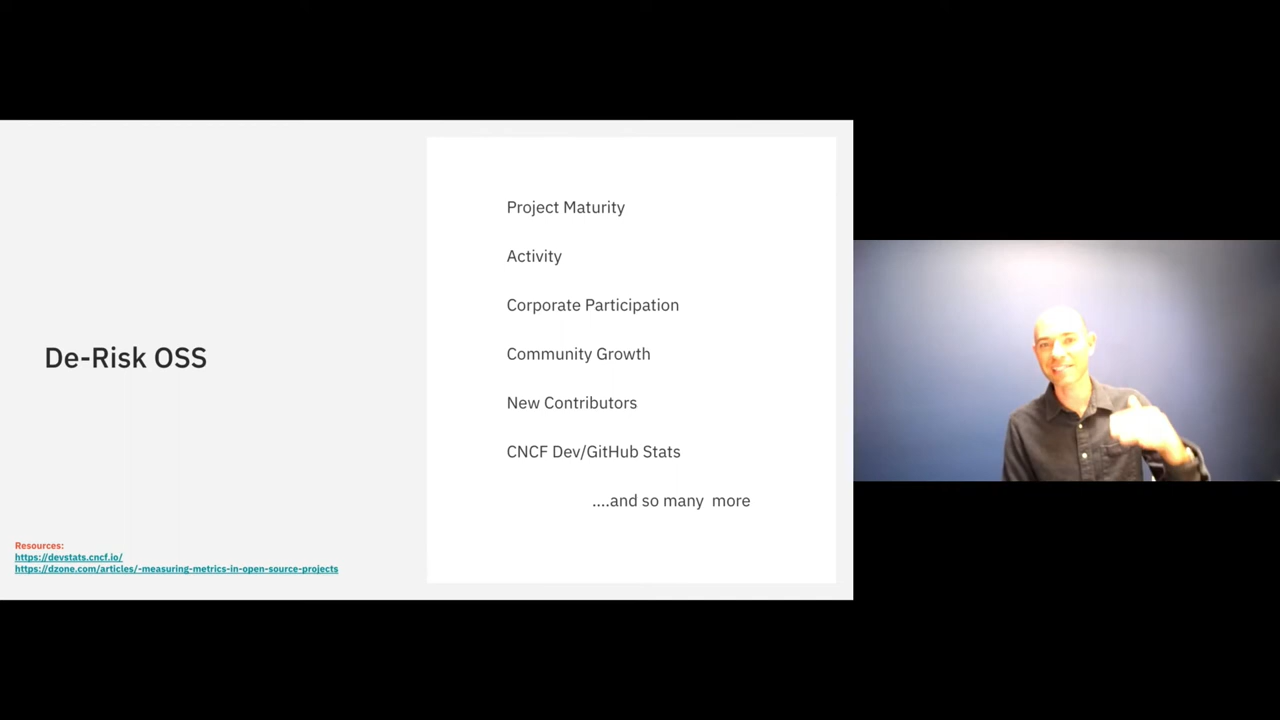 De-Risk OSS
Project Maturity
Activity
Corporate Participation
Community Growth
New Contributors
CNCF Dev/GitHub Stats
....and so many  more
Resources:
https://devstats.cncf.io/
https://dzone.com/articles/-measuring-metrics-in-open-source-projects